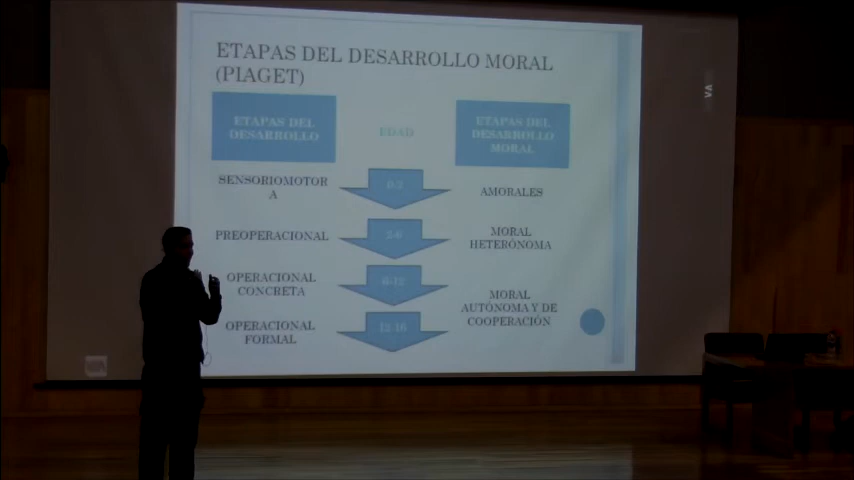 ETAPAS DEL DESARROLLO MORAL
(PIAGET)
ETAPAS DEL
DESARROLLO
EDAD
ETAPAS DEL
DESARROLLO
MORAL
SENSORIOMOTOR
A
0-2
AMORALES
PREOPERACIONAL
2-6
MORAL
HETERÓNOMA
OPERACIONAL
CONCRETA
6-12
MORAL
AUTÓNOMA Y DE
COOPERACIÓN
OPERACIONAL
FORMAL
12-16